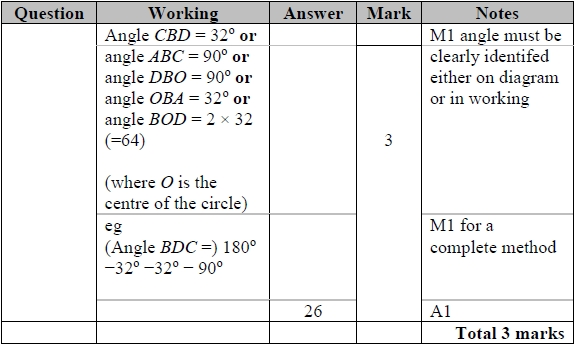 Question Working Answer Mark Notes
Angle CBD = 32° or M1 angle must be
angle ABC = 90° or clearly identifed
angle DBO = 90° or either on diagram
angle OBA = 32° or or in working
angle BOD = 2 × 32
(=64) 3
(where O is the
centre of the circle)
eg M1 for a
(Angle BDC =) 180° complete method
−32° −32° − 90°
26 A1
Total 3 marks